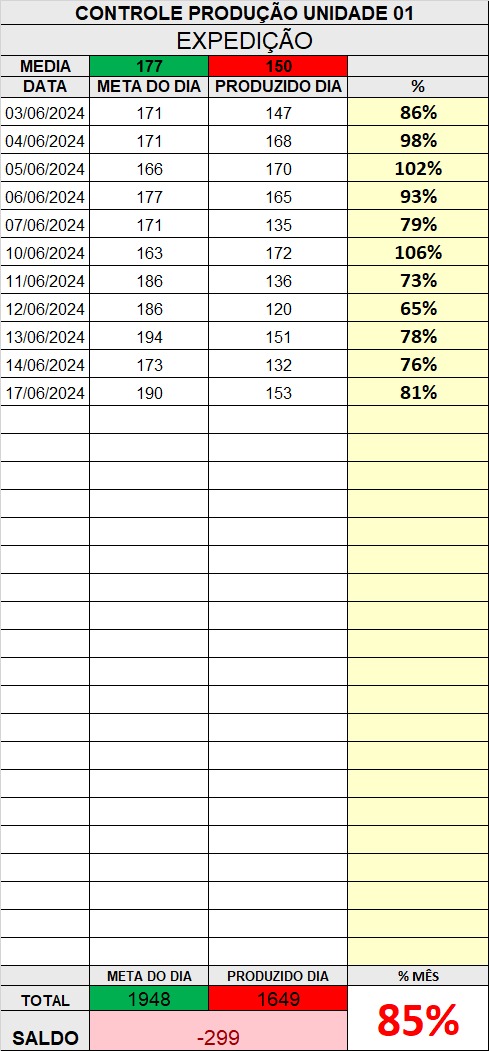 CONTROLE PRODUÇÃO UNIDADE 01
EXPEDIÇÃO
MEDIA 177 150
DATA META DO DIA PRODUZIDO DIA %
03/06/2024 171 147 86%
04/06/2024 171 168 98%
05/06/2024 166 170 102%
06/06/2024 177 165 93%
07/06/2024 171 135 79%
10/06/2024 163 172 106%
11/06/2024 186 136 73%
12/06/2024 186 120 65%
13/06/2024 194 151 78%
14/06/2024 173 132 76%
17/06/2024 190 153 81%
META DO DIA PRODUZIDO DIA % MÊS
TOTAL 1948 1649 85%
SALDO -299